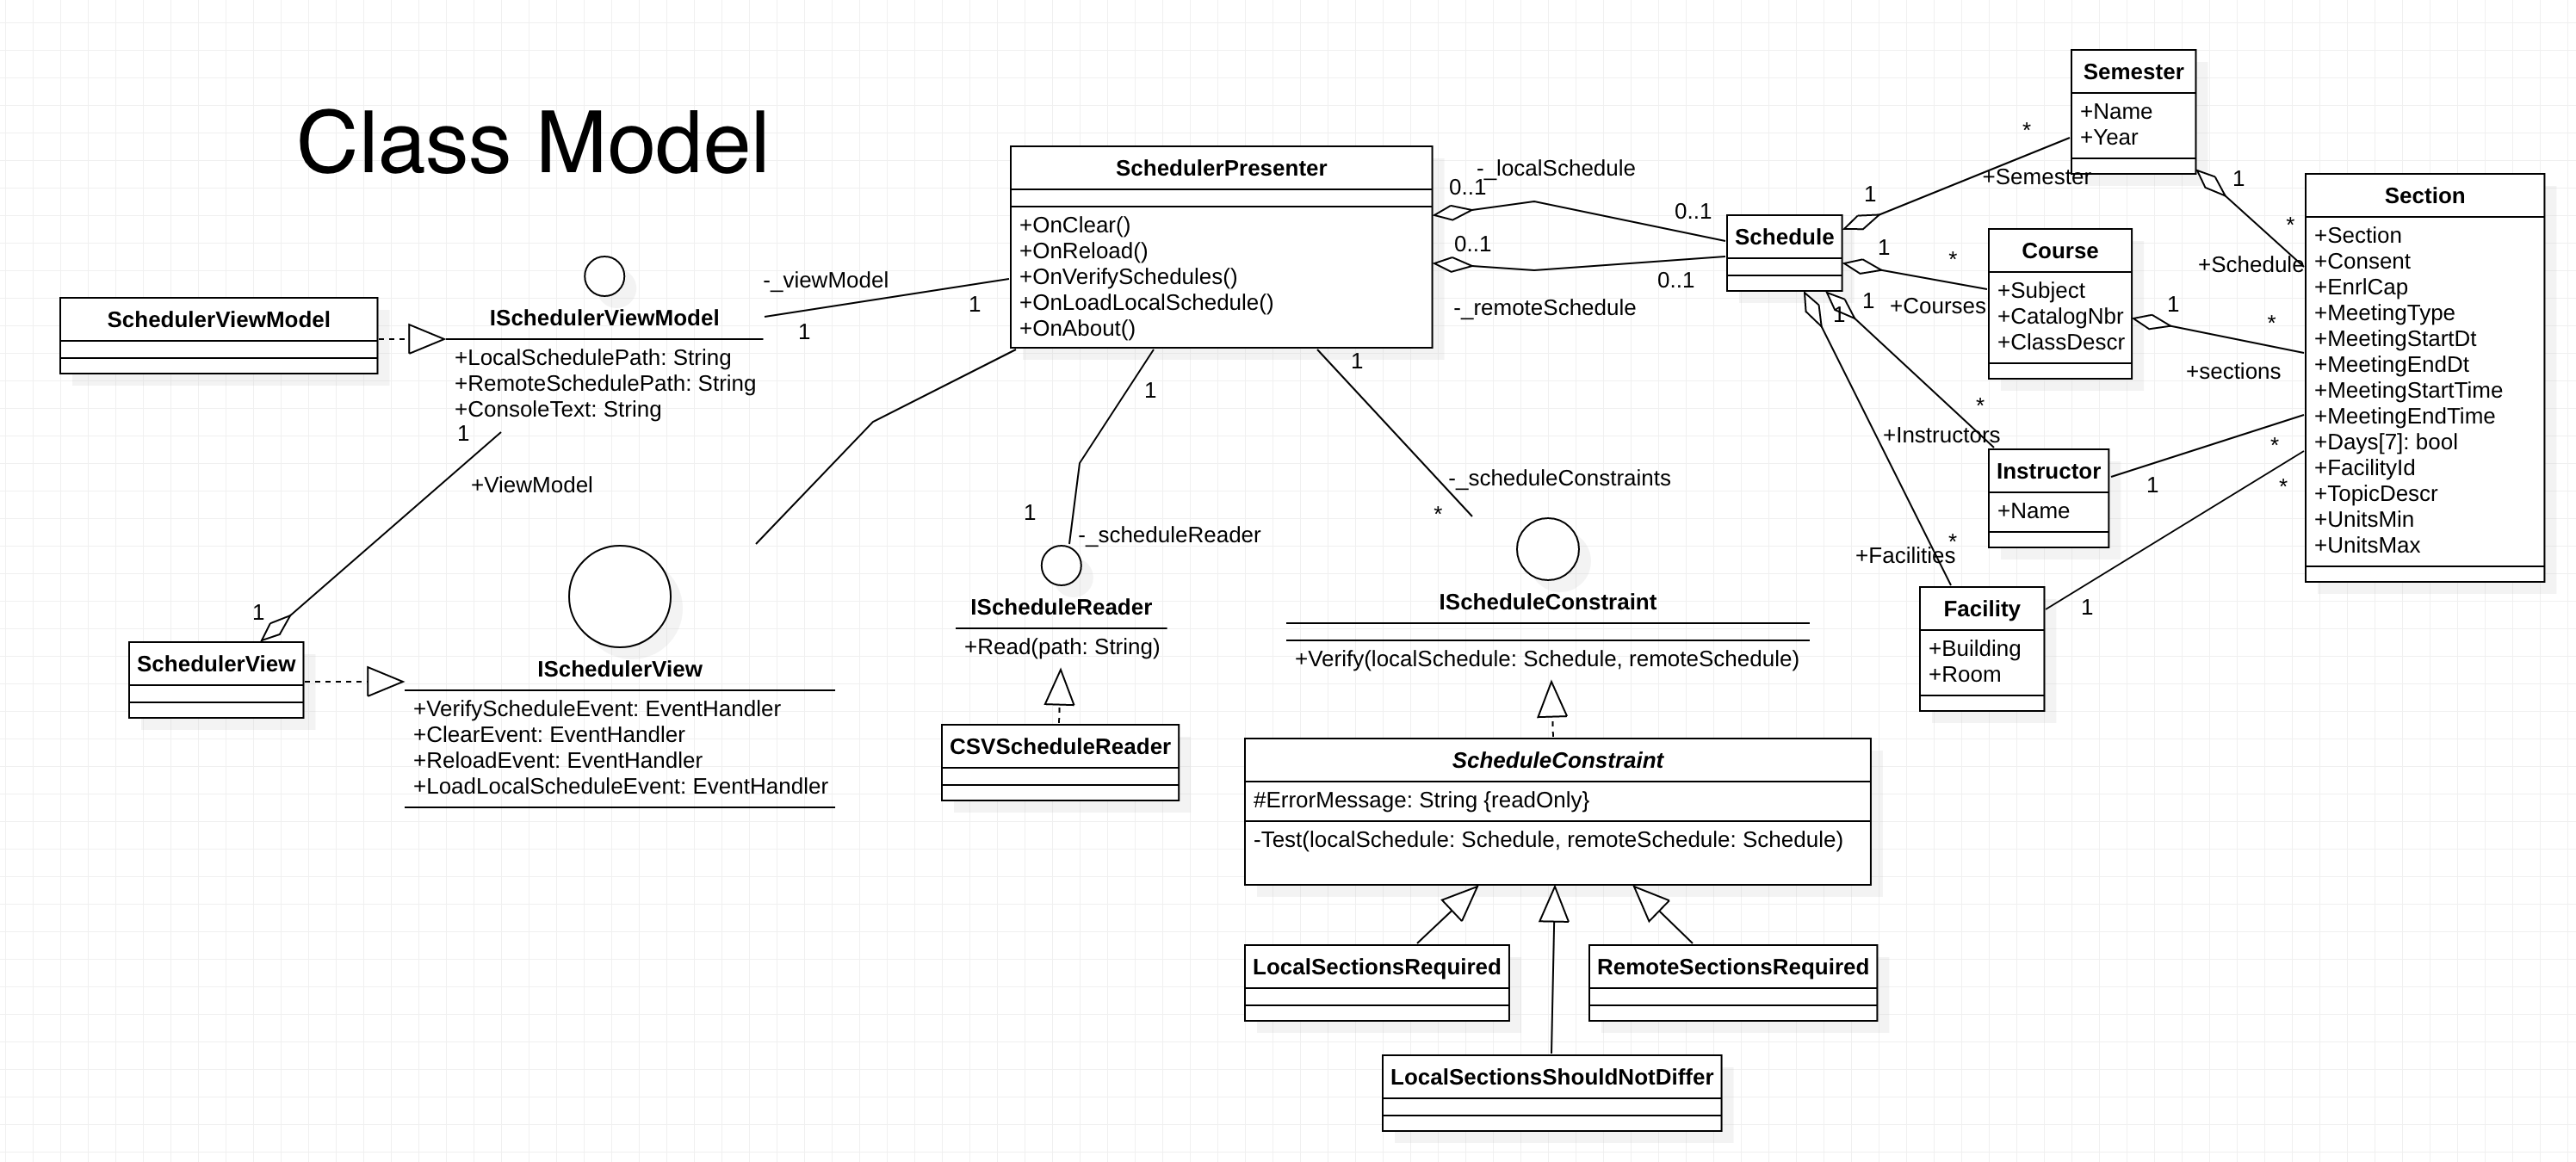 Class Model
SchedulerViewModel
ISchedulerViewModel
+LocalSchedulePath: String
+RemoteSchedulePath: String
+ConsoleText: String
1
+ViewModel
1
SchedulerView
ISchedulerView
+VerifyScheduleEvent: EventHandler
+ClearEvent: EventHandler
+ReloadEvent: EventHandler
+LoadLocalScheduleEvent: EventHandler
-_viewModel
1
1
SchedulerPresenter
+OnClear()
+OnReload()
+OnVerifySchedules()
+OnLoadLocalSchedule()
+OnAbout()
1
1
-_scheduleReader
IScheduleReader
+Read(path: String)
CSVScheduleReader
1
-_scheduleConstraints
*
IScheduleConstraint
+Verify(localSchedule: Schedule, remoteSchedule)
ScheduleConstraint
#ErrorMessage: String {readOnly}
-Test(localSchedule: Schedule, remoteSchedule: Schedule)
LocalSectionsRequired
RemoteSectionsRequired
LocalSectionsShouldNotDiffer
-_localSchedule
0..1
0..1
0..1
0..1
-_remoteSchedule
Schedule
1
*
+Semester
1
*
+Courses
1
*
+Instructors
1
*
+Facilities
Semester
+Name
+Year
1
*
+Schedule
Course
+Subject
+CatalogNbr
+ClassDescr
1
*
+sections
Instructor
+Name
1
*
Facility
+Building
+Room
1
*
Section
+Section
+Consent
+EnrlCap
+MeetingType
+MeetingStartDt
+MeetingEndDt
+MeetingStartTime
+MeetingEndTime
+Days[7]: bool
+FacilityId
+TopicDescr
+UnitsMin
+UnitsMax